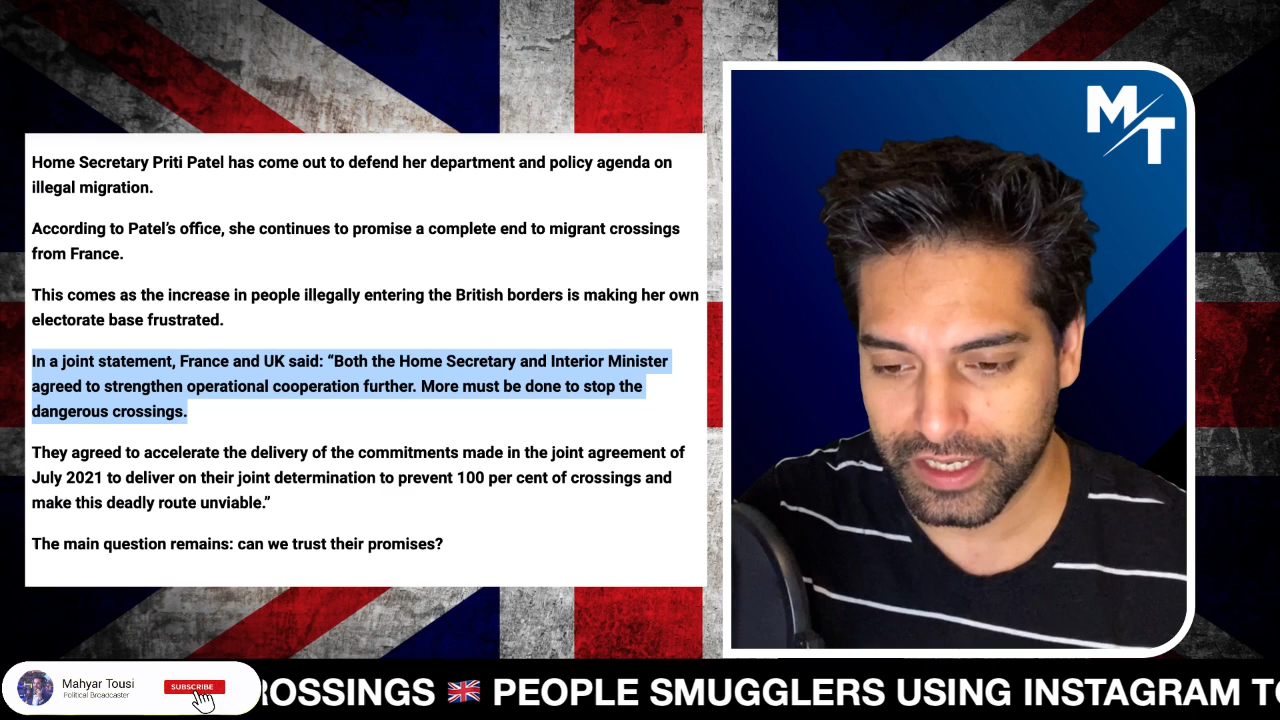 Home Secretary Priti Patel has come out to defend her department and policy agenda on
illegal migration.
According to Patel’s office, she continues to promise a complete end to migrant crossings
from France.
This comes as the increase in people illegally entering the British borders is making her own
electorate base frustrated.
In a joint statement, France and UK said: “Both the Home Secretary and Interior Minister
agreed to strengthen operational cooperation further. More must be done to stop the
dangerous crossings.
They agreed to accelerate the delivery of the commitments made in the joint agreement of
July 2021 to deliver on their joint determination to prevent 100 per cent of crossings and
make this deadly route unviable.”
The main question remains: can we trust their promises?
M/T
Mahyar Tousi
Political Broadcaster
SUBSCRIBE
ROSSINGS 🇬🇧 PEOPLE SMUGGLERS USING INSTAGRAM TO